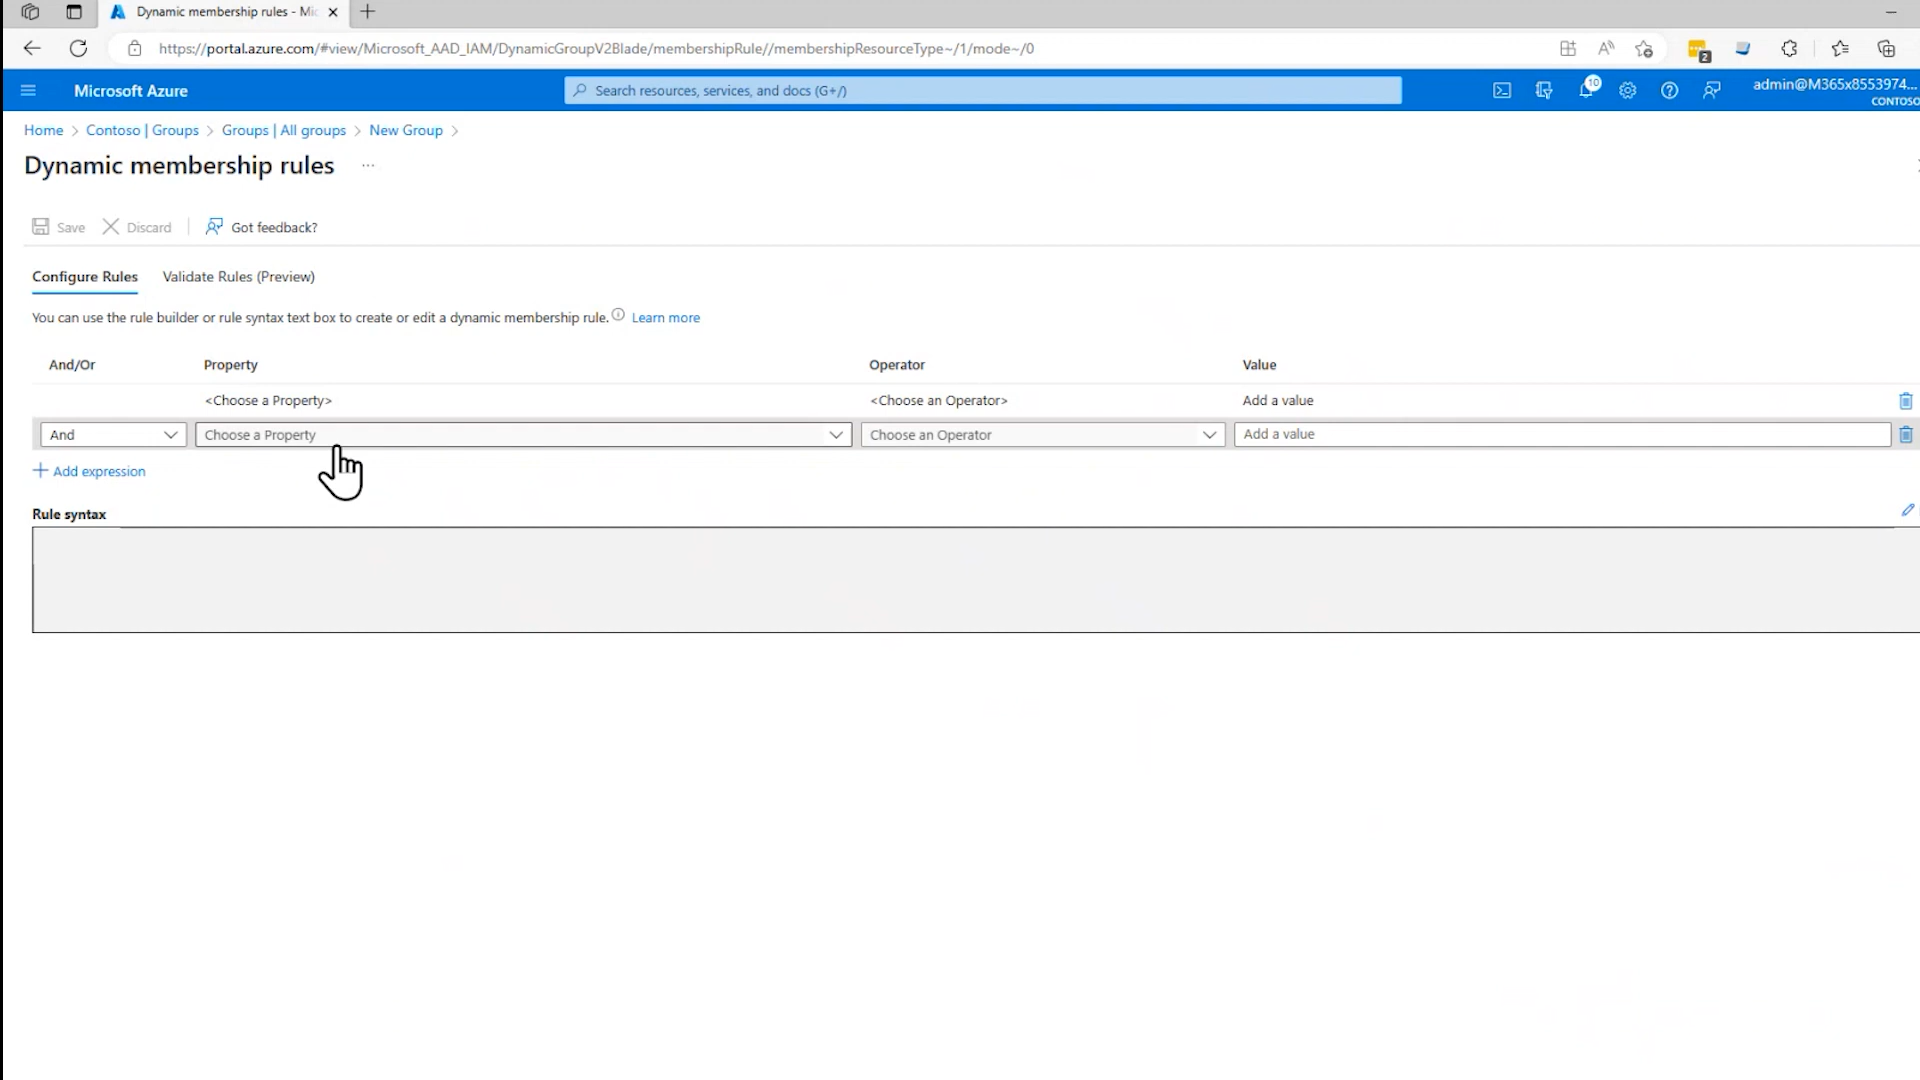 Dynamic membership rules - Mic
https://portal.azure.com/#view/Microsoft_AAD_IAM/DynamicGroupV2Blade/membershipRule//membershipResourceType~/1/mode~/0
2
Microsoft Azure
Search resources, services, and docs (G+/)
10
admin@M365x8553974...
CONTOSO
Home > Contoso | Groups > Groups | All groups > New Group >
Dynamic membership rules ...
Save Discard | Got feedback?
Configure Rules Validate Rules (Preview)
You can use the rule builder or rule syntax text box to create or edit a dynamic membership rule. Learn more
And/Or Property Operator Value
<Choose a Property> <Choose an Operator> Add a value
And Choose a Property Choose an Operator Add a value
+ Add expression
Rule syntax